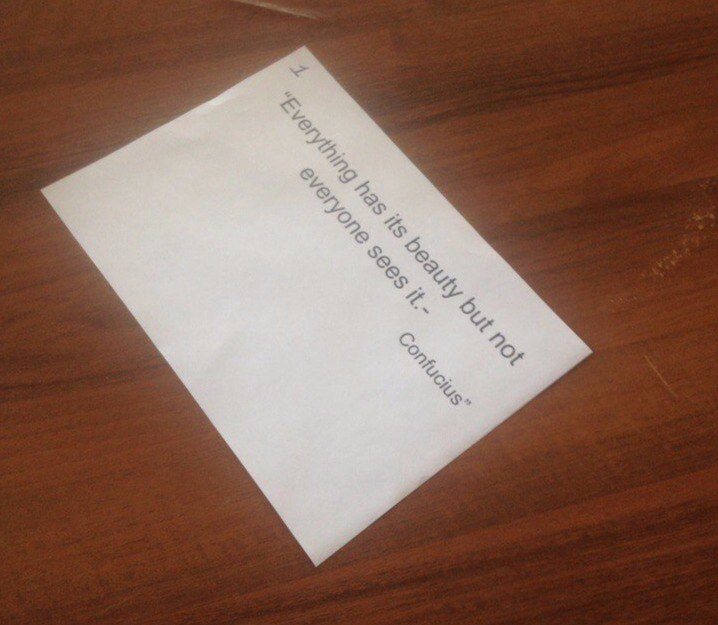 1
“Everything has its beauty but not
everyone sees it.-
Confucius”